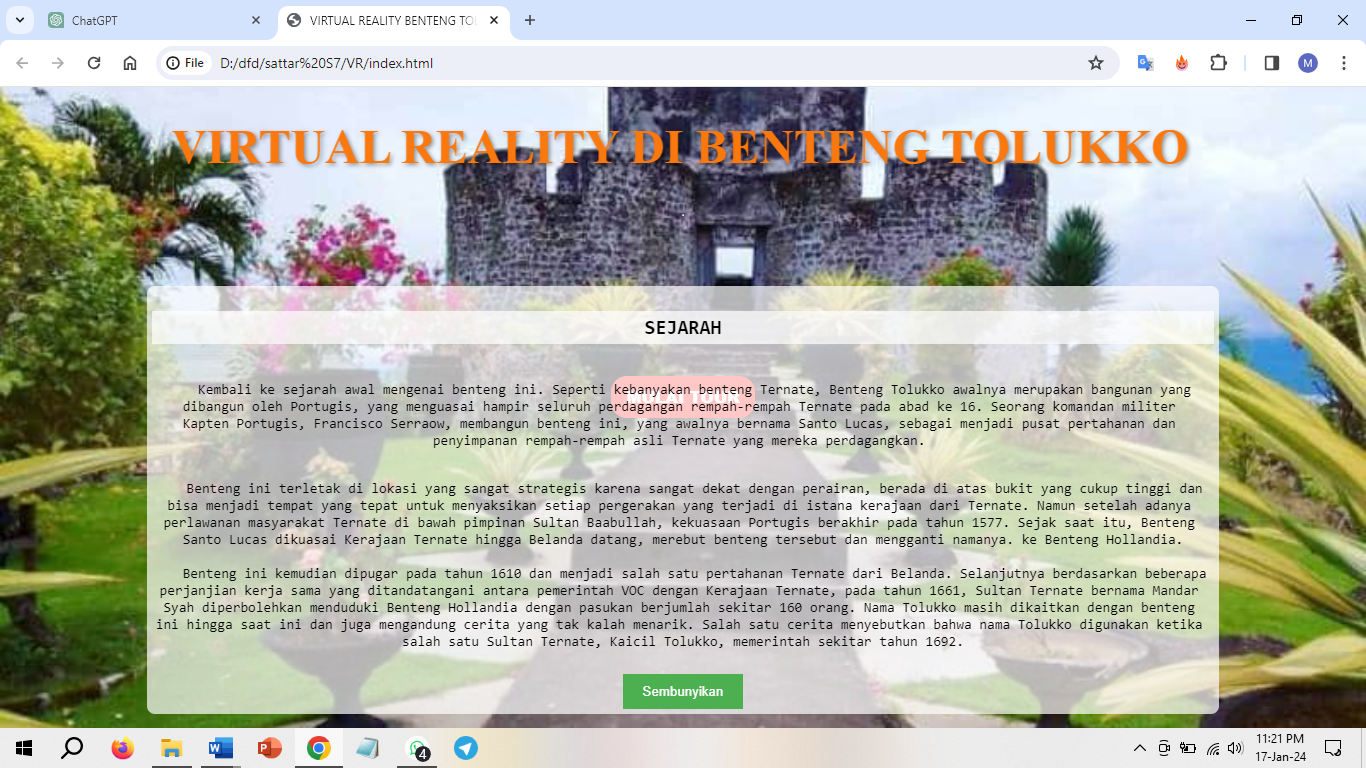 ChatGPT
VIRTUAL REALITY BENTENG TOL
File
D:/dfd/sattar%20S7/VR/index.html
M
VIRTUAL REALITY DI BENTENG TOLUKKO
SEJARAH
Kembali ke sejarah awal mengenai benteng ini. Seperti kebanyakan benteng Ternate, Benteng Tolukko awalnya merupakan bangunan yang
dibangun oleh Portugis, yang menguasai hampir seluruh perdagangan rempah-rempah Ternate pada abad ke 16. Seorang komandan militer
MULAI TOUR
Kapten Portugis, Francisco Serraow, membangun benteng ini, yang awalnya bernama Santo Lucas, sebagai menjadi pusat pertahanan dan
penyimpanan rempah-rempah asli Ternate yang mereka perdagangkan.
Benteng ini terletak di lokasi yang sangat strategis karena sangat dekat dengan perairan, berada di atas bukit yang cukup tinggi dan
bisa menjadi tempat yang tepat untuk menyaksikan setiap pergerakan yang terjadi di istana kerajaan dari Ternate. Namun setelah adanya
perlawanan masyarakat Ternate di bawah pimpinan Sultan Baabullah, kekuasaan Portugis berakhir pada tahun 1577. Sejak saat itu, Benteng
Santo Lucas dikuasai Kerajaan Ternate hingga Belanda datang, merebut benteng tersebut dan mengganti namanya. ke Benteng Hollandia.
Benteng ini kemudian dipugar pada tahun 1610 dan menjadi salah satu pertahanan Ternate dari Belanda. Selanjutnya berdasarkan beberapa
perjanjian kerja sama yang ditandatangani antara pemerintah VOC dengan Kerajaan Ternate, pada tahun 1661, Sultan Ternate bernama Mandar
Syah diperbolehkan menduduki Benteng Hollandia dengan pasukan berjumlah sekitar 160 orang. Nama Tolukko masih dikaitkan dengan benteng
ini hingga saat ini dan juga mengandung cerita yang tak kalah menarik. Salah satu cerita menyebutkan bahwa nama Tolukko digunakan ketika
salah satu Sultan Ternate, Kaicil Tolukko, memerintah sekitar tahun 1692.
Sembunyikan
4
11:21 PM
17-Jan-24